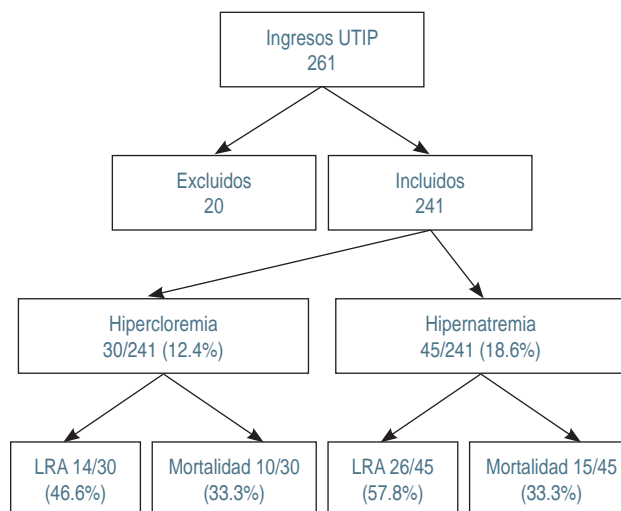 Ingresos UTIP
261
Excluidos
20
Incluidos
241
Hipercloremia
30/241 (12.4%)
Hipernatremia
45/241 (18.6%)
LRA 14/30
(46.6%)
Mortalidad 10/30
(33.3%)
LRA 26/45
(57.8%)
Mortalidad 15/45
(33.3%)